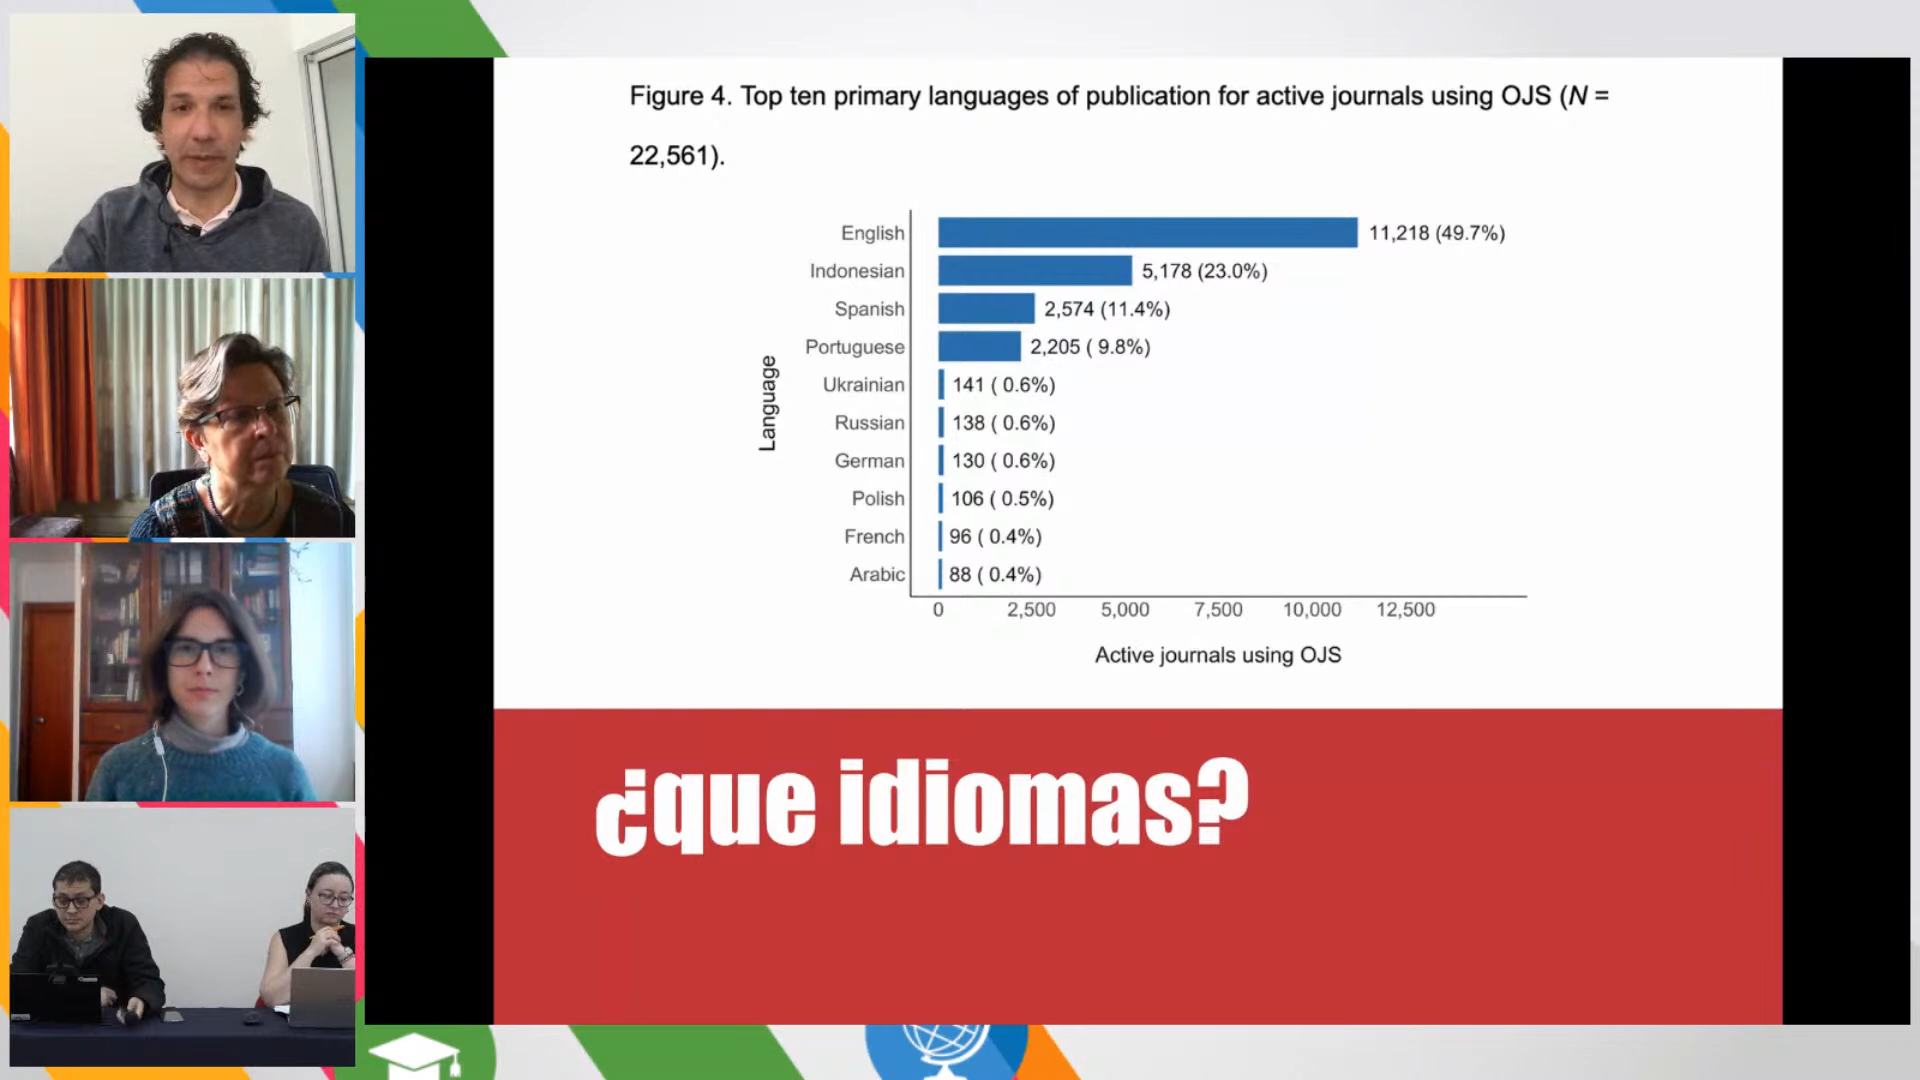 Figure 4. Top ten primary languages of publication for active journals using OJS (N =
22,561).
Language
English 11,218 (49.7%)
Indonesian 5,178 (23.0%)
Spanish 2,574 (11.4%)
Portuguese 2,205 ( 9.8%)
Ukrainian 141 ( 0.6%)
Russian 138 ( 0.6%)
German 130 ( 0.6%)
Polish 106 ( 0.5%)
French 96 ( 0.4%)
Arabic 88 ( 0.4%)
0 2,500 5,000 7,500 10,000 12,500
Active journals using OJS
¿que idiomas?